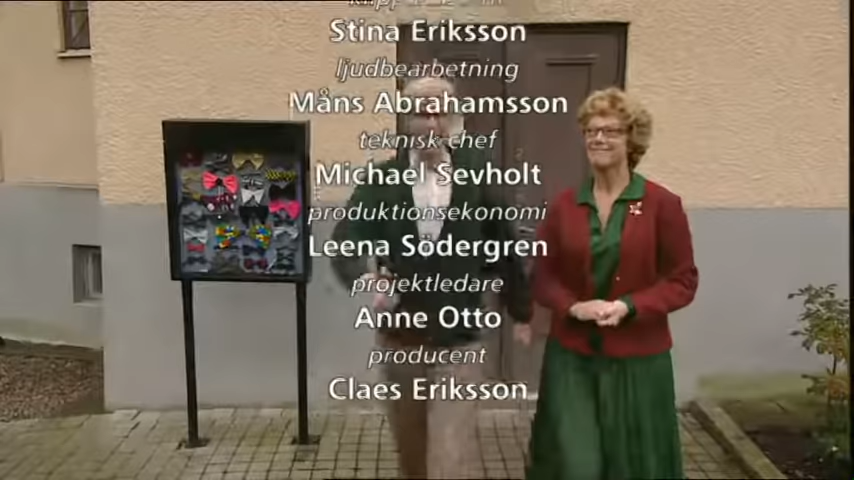 Stina Eriksson
ljudbearbetning
Måns Abrahamsson
teknisk chef
Michael Sevholt
produktionsekonomi
Leena Södergren
projektledare
Anne Otto
producent
Claes Eriksson